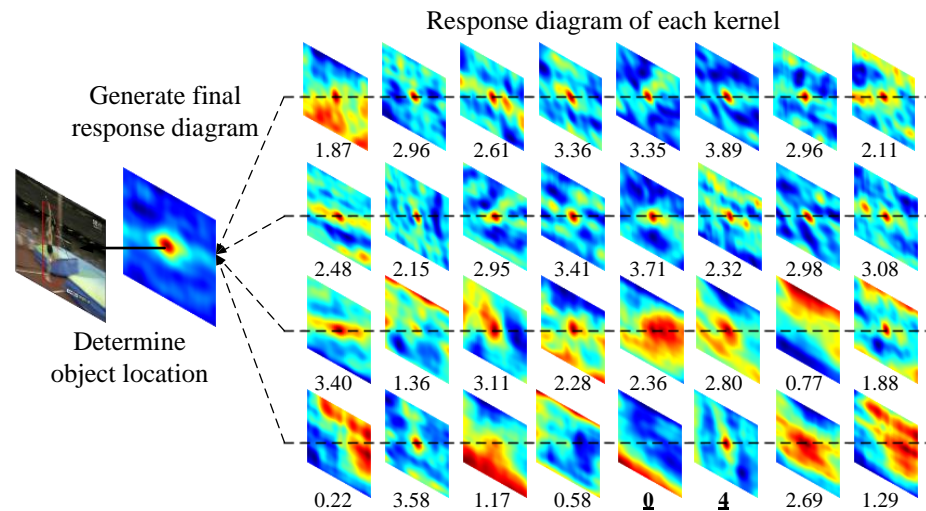 Response diagram of each kernel
Generate final
response diagram
1.87 2.96 2.61 3.36 3.35 3.89 2.96 2.11
2.48 2.15 2.95 3.41 3.71 2.32 2.98 3.08
Determine
object location
3.40 1.36 3.11 2.28 2.36 2.80 0.77 1.88
0.22 3.58 1.17 0.58 0 4 2.69 1.29